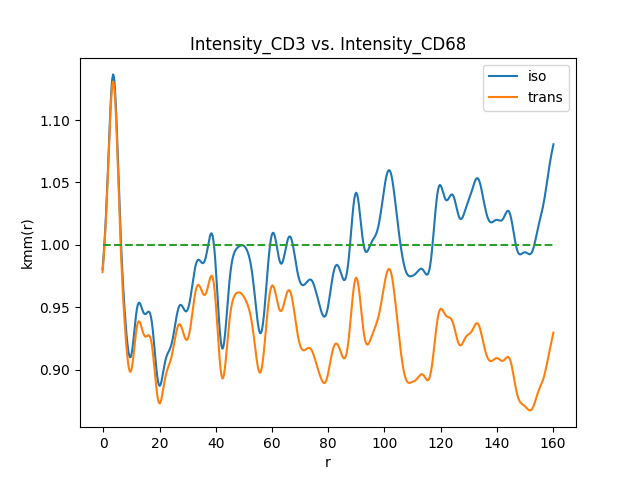 Intensity_CD3 vs. Intensity_CD68
iso
trans
1.10
1.05
1.00
0.95
0.90
kmm(r)
0 20 40 60 80 100 120 140 160
r